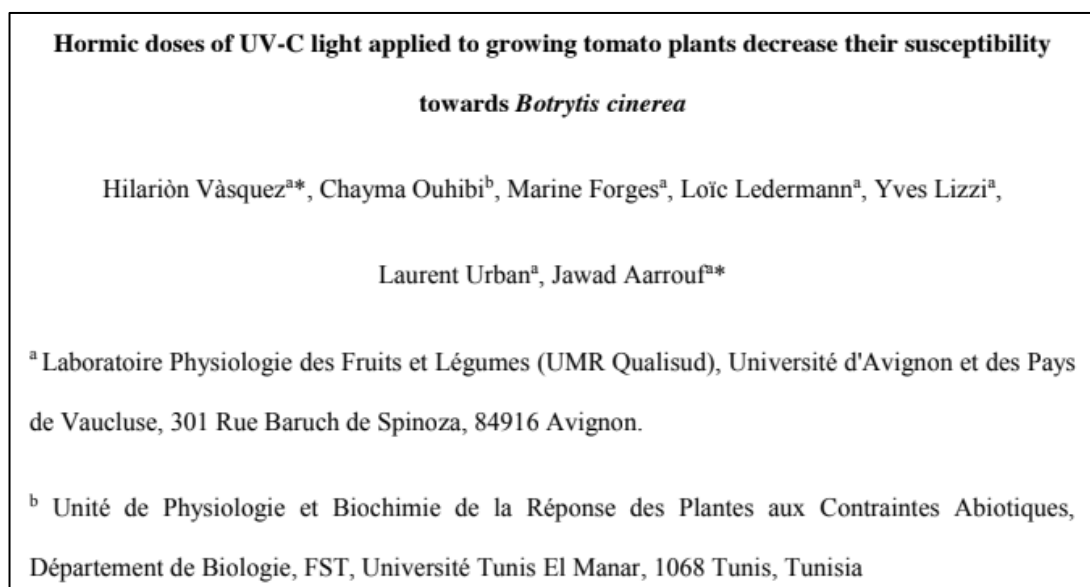 Hormic doses of UV-C light applied to growing tomato plants decrease their susceptibility
towards Botrytis cinerea
Hilariòn Vàsquezᵃ*, Chayma Ouhibiᵇ, Marine Forgesᵃ, Loïc Ledermannᵃ, Yves Lizziᵃ,
Laurent Urbanᵃ, Jawad Aarroufᵃ*
ᵃ Laboratoire Physiologie des Fruits et Légumes (UMR Qualisud), Université d'Avignon et des Pays
de Vaucluse, 301 Rue Baruch de Spinoza, 84916 Avignon.
ᵇ Unité de Physiologie et Biochimie de la Réponse des Plantes aux Contraintes Abiotiques,
Département de Biologie, FST, Université Tunis El Manar, 1068 Tunis, Tunisia